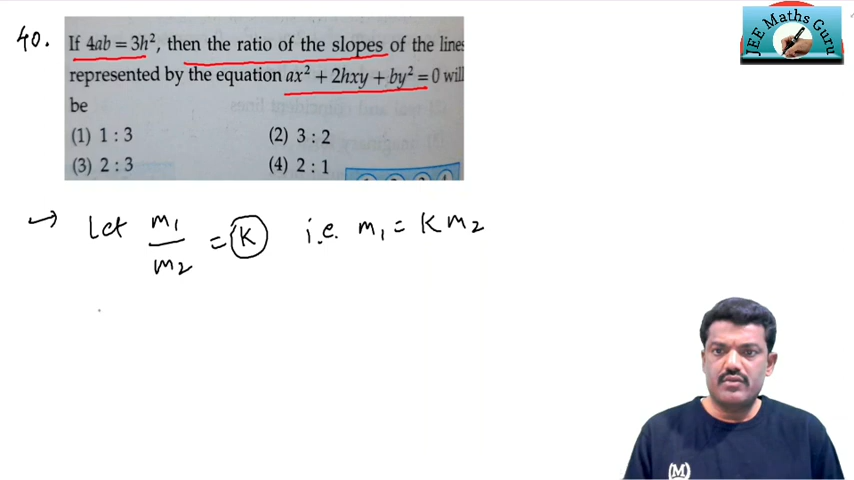 JEE Maths Guru
40. If 4ab = 3h², then the ratio of the slopes of the lines
represented by the equation ax² + 2hxy + by² = 0 will
be
(1) 1 : 3 (2) 3 : 2
(3) 2 : 3 (4) 2 : 1
→ Let m₁/m₂ = K i.e. m₁ = K m₂
(M)